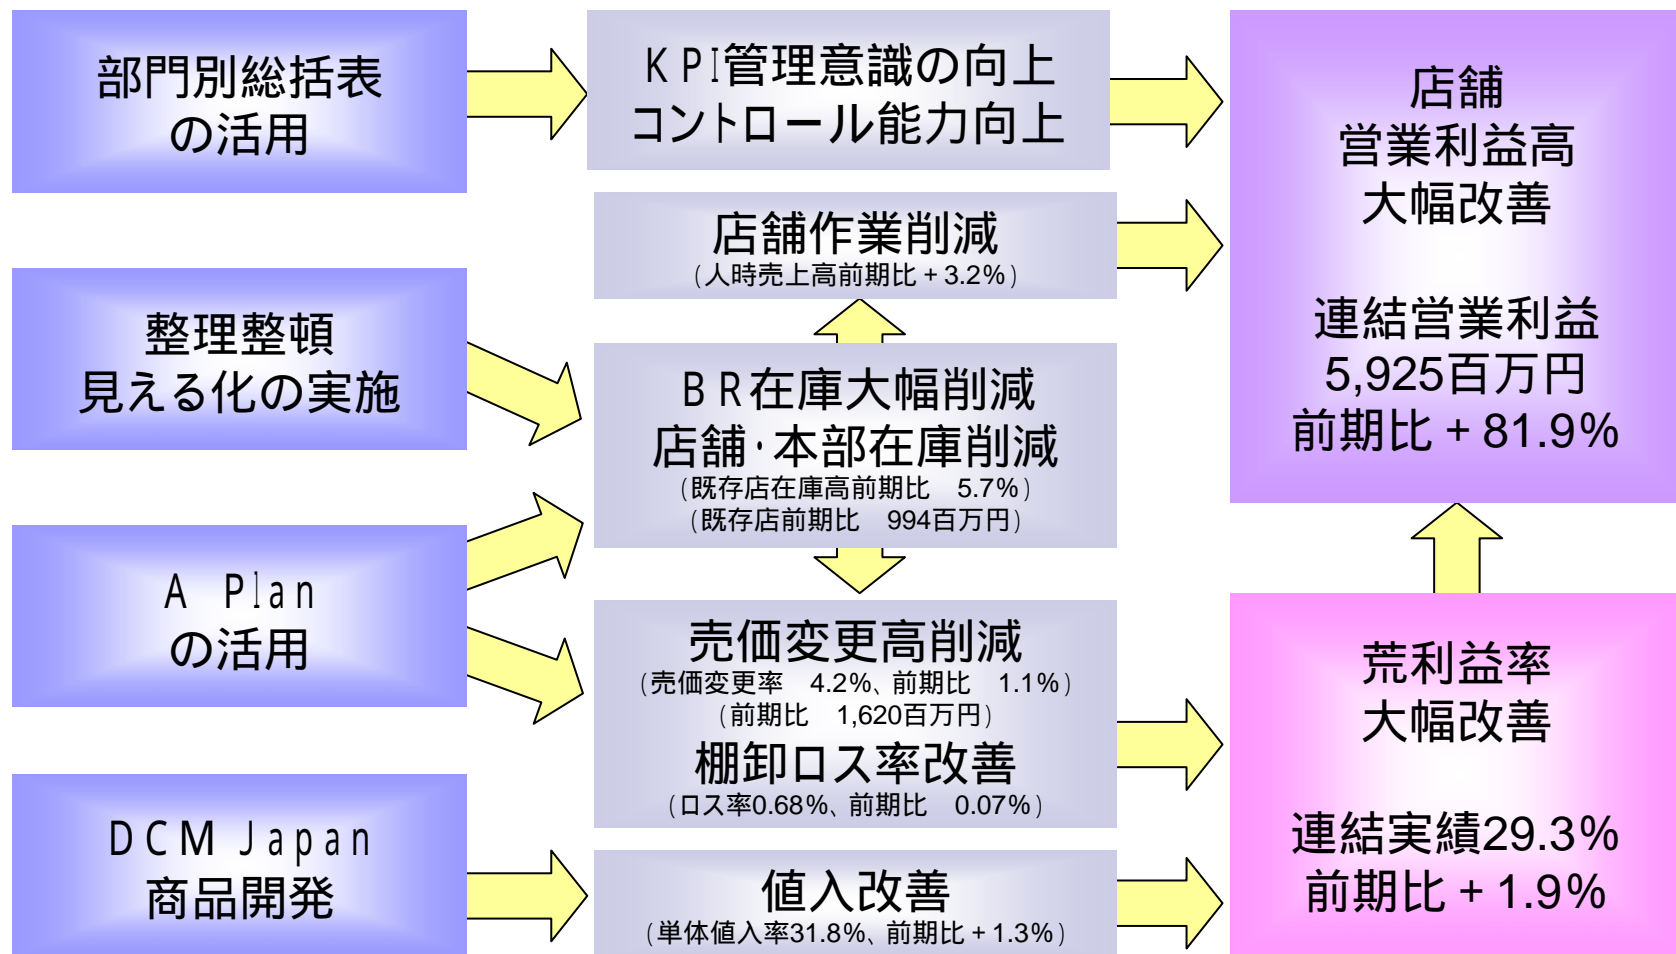 部門別総括表
の活用
KPI管理意識の向上
コントロール能力向上
店舗
営業利益高
大幅改善
連結営業利益
5,925百万円
前期比+81.9%
店舗作業削減
(人時売上高前期比+3.2%)
整理整頓
見える化の実施
BR在庫大幅削減
店舗・本部在庫削減
(既存店在庫高前期比　5.7%)
(既存店前期比　994百万円)
A Plan
の活用
売価変更高削減
(売価変更率　4.2%、前期比　1.1%)
(前期比　1,620百万円)
棚卸ロス率改善
(ロス率0.68%、前期比　0.07%)
荒利益率
大幅改善
連結実績29.3%
前期比+1.9%
DCM Japan
商品開発
値入改善
(単体値入率31.8%、前期比+1.3%)